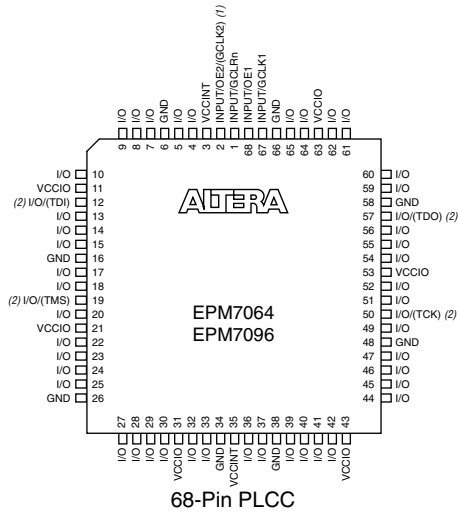 I/O I/O I/O GND I/O I/O VCCINT INPUT/OE2/(GCLK2) (1) INPUT/GCLRn INPUT/OE1 INPUT/GCLK1 GND I/O I/O VCCIO I/O I/O
9 8 7 6 5 4 3 2 1 68 67 66 65 64 63 62 61
I/O 10
VCCIO 11
(2) I/O/(TDI) 12
I/O 13
I/O 14
I/O 15
GND 16
I/O 17
I/O 18
(2) I/O/(TMS) 19
I/O 20
VCCIO 21
I/O 22
I/O 23
I/O 24
I/O 25
GND 26
ALTERA
EPM7064
EPM7096
60 I/O
59 I/O
58 GND
57 I/O/(TDO) (2)
56 I/O
55 I/O
54 I/O
53 VCCIO
52 I/O
51 I/O
50 I/O/(TCK) (2)
49 I/O
48 GND
47 I/O
46 I/O
45 I/O
44 I/O
27 28 29 30 31 32 33 34 35 36 37 38 39 40 41 42 43
I/O I/O I/O I/O VCCIO I/O I/O GND VCCINT I/O I/O GND I/O I/O I/O I/O VCCIO
68-Pin PLCC